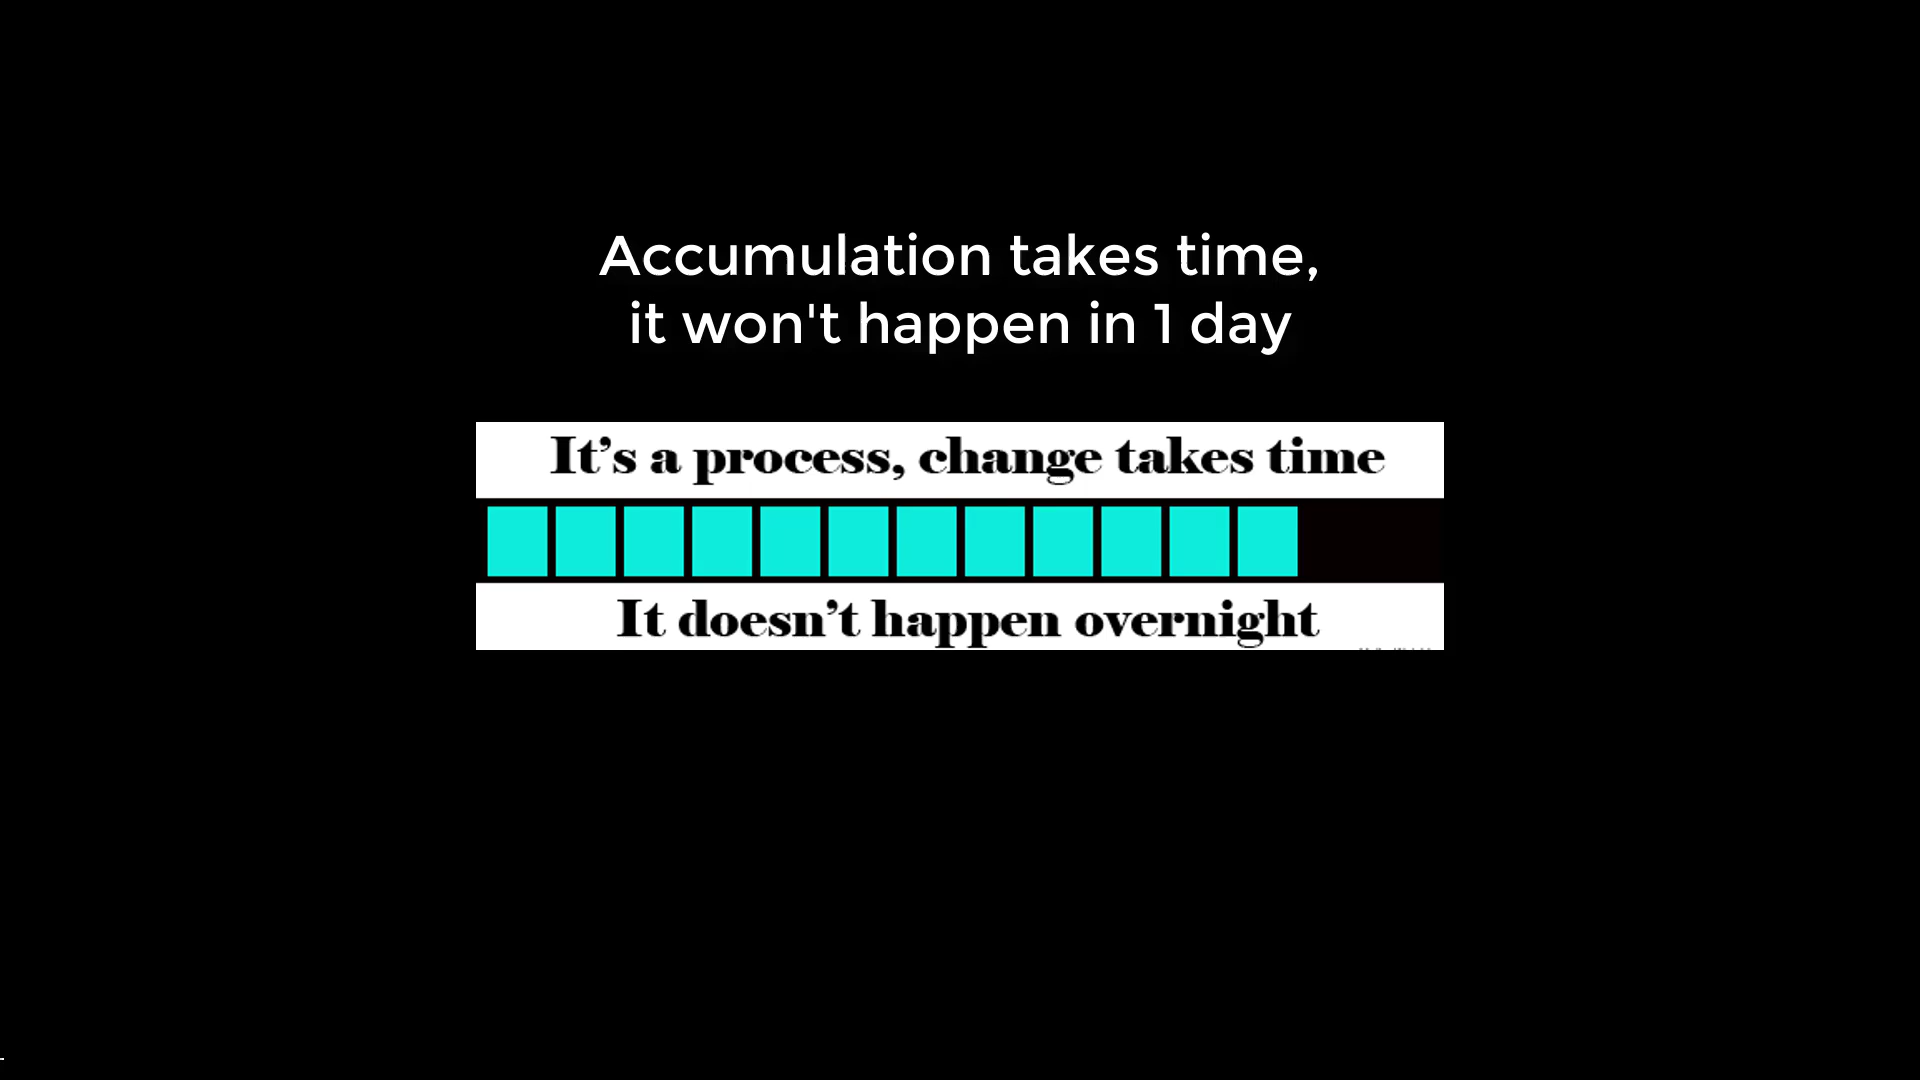 Accumulation takes time,
it won't happen in 1 day
It’s a process, change takes time
It doesn’t happen overnight